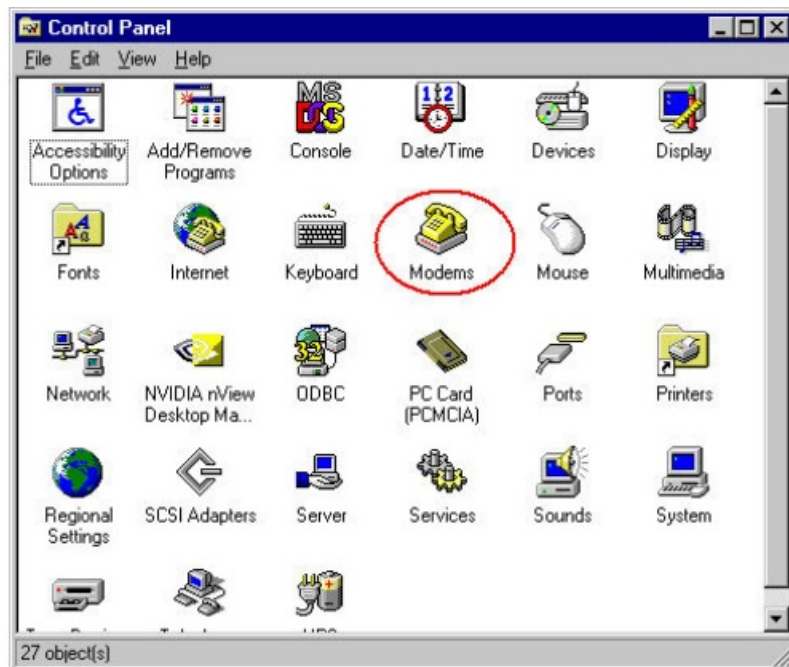 Control Panel
File Edit View Help
Accessibility Options Add/Remove Programs Console Date/Time Devices Display
Fonts Internet Keyboard Modems Mouse Multimedia
Network NVIDIA nView Desktop Ma... ODBC PC Card (PCMCIA) Ports Printers
Regional Settings SCSI Adapters Server Services Sounds System
27 object(s)